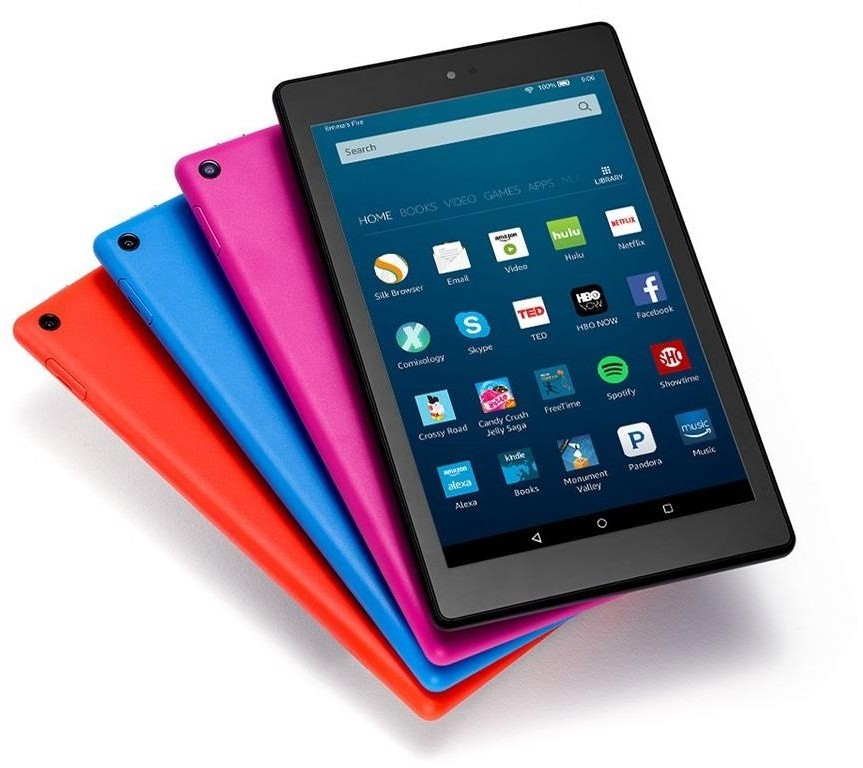 Emma's Fire
100%
9:06
Search
HOME BOOKS VIDEO GAMES APPS
LIBRARY
Silk Browser
Email
amazon
Video
hulu
Hulu
NETFLIX
Netflix
Comixology
Skype
TED
TED
HBO
NOW
HBO NOW
f
Facebook
Crossy Road
Candy Crush
Jelly Saga
FreeTime
Spotify
SHO
Showtime
amazon
alexa
Alexa
kindle
Books
Monument
Valley
P
Pandora
music
Music